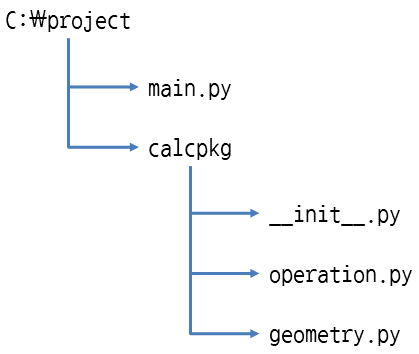 C:₩project
main.py
calcpkg
__init__.py
operation.py
geometry.py